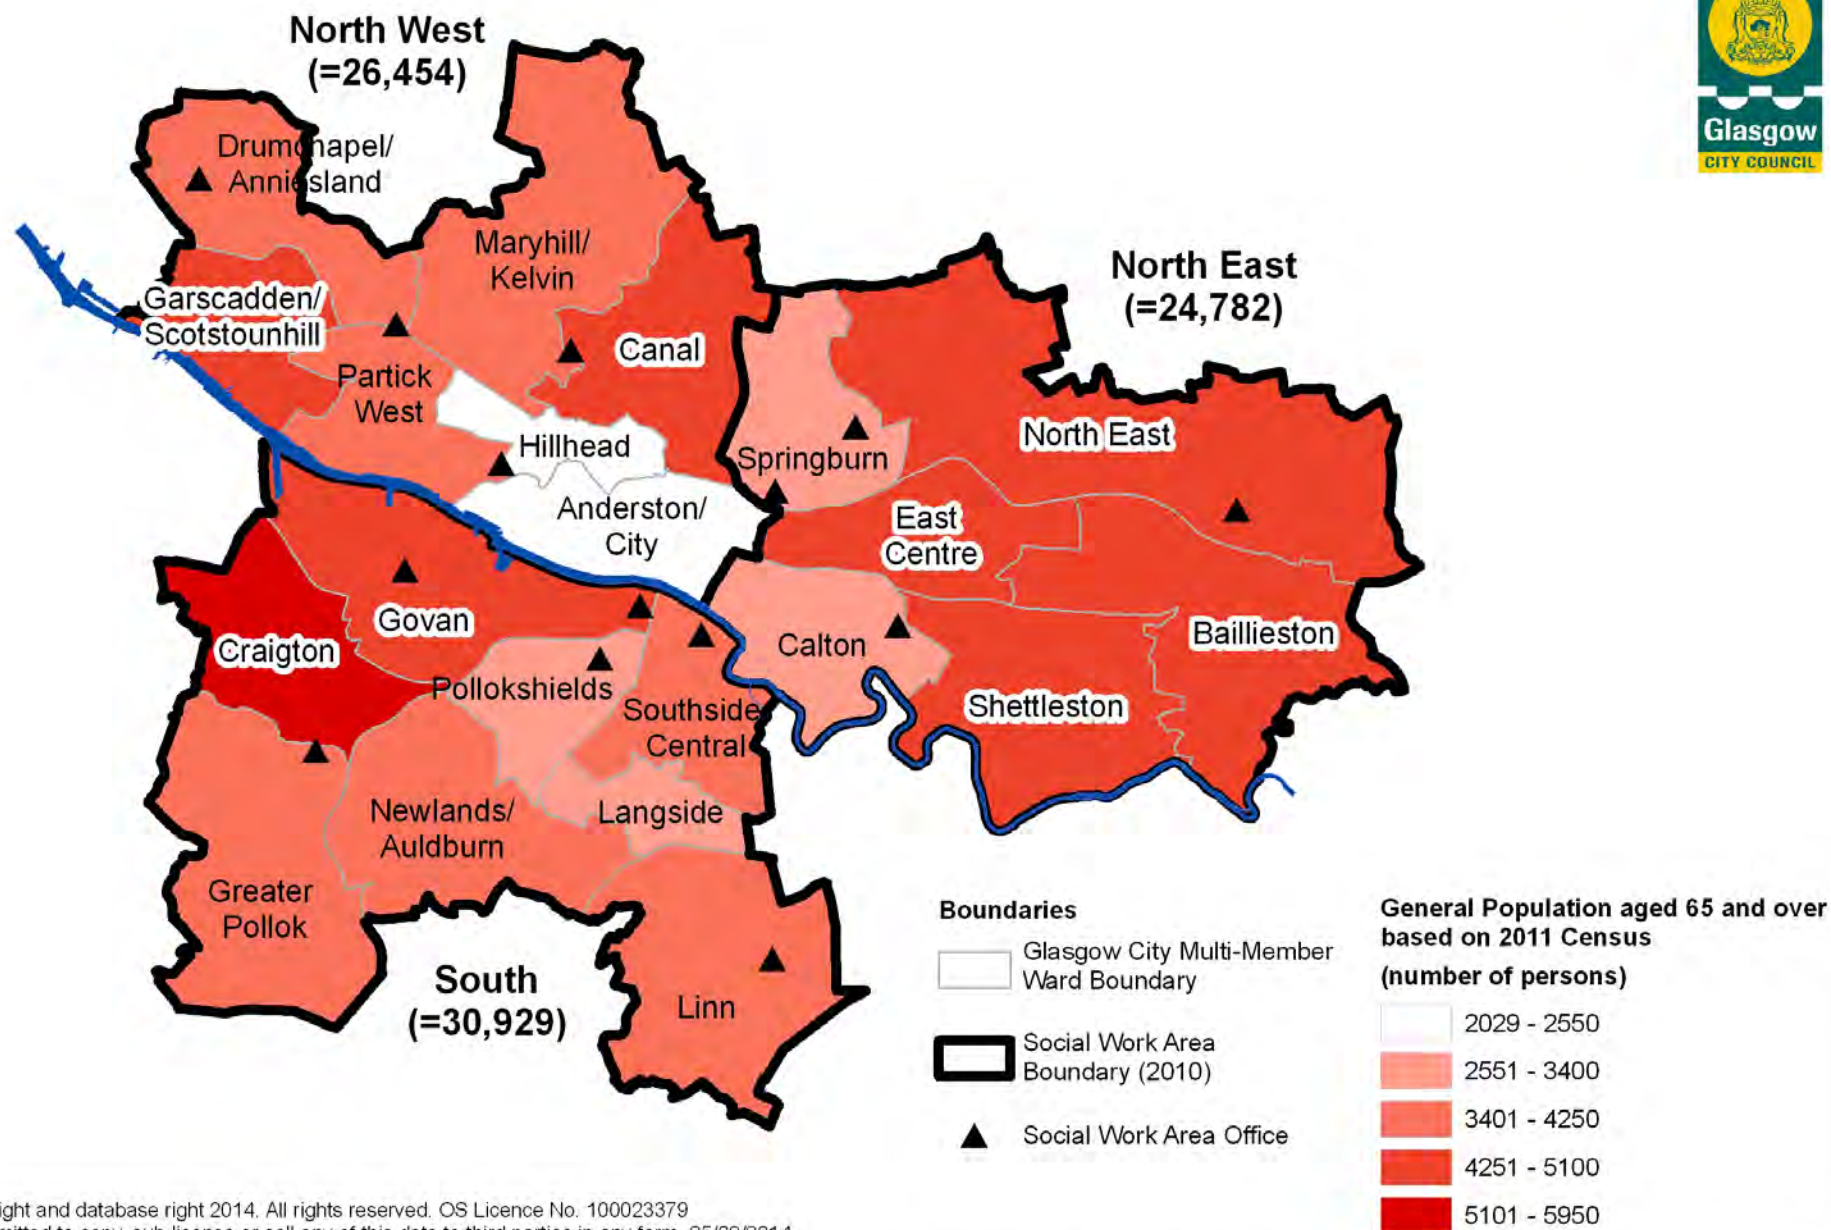 North West
(=26,454)
Glasgow
CITY COUNCIL
Drumchapel/
Anniesland
Maryhill/
Kelvin
North East
(=24,782)
Garscadden/
Scotstounhill
Canal
Partick
West
Hillhead
Springburn
North East
Anderston/
City
East
Centre
Govan
Craigton
Calton
Baillieston
Pollokshields
Southside
Central
Shettleston
Newlands/
Auldburn
Langside
Greater
Pollok
South
(=30,929)
Linn
Boundaries
Glasgow City Multi-Member
Ward Boundary
Social Work Area
Boundary (2010)
Social Work Area Office
General Population aged 65 and over
based on 2011 Census
(number of persons)
2029 - 2550
2551 - 3400
3401 - 4250
4251 - 5100
5101 - 5950
ight and database right 2014. All rights reserved. OS Licence No. 100023379